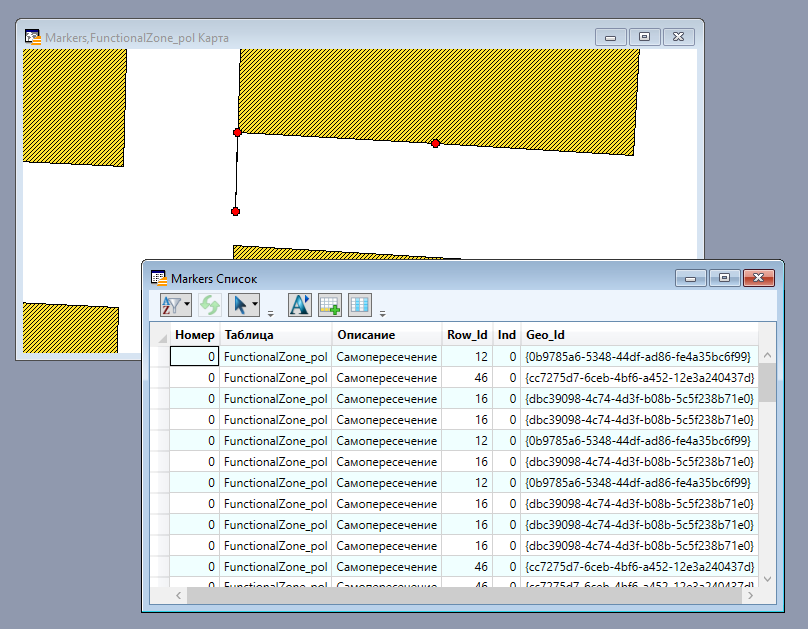 Markers,FunctionalZone_pol Карта
Markers Список
Номер Таблица Описание Row_Id Ind Geo_Id
0 FunctionalZone_pol Самопересечение 12 0 {0b9785a6-5348-44df-ad86-fe4a35bc6f99}
0 FunctionalZone_pol Самопересечение 46 0 {cc7275d7-6ceb-4bf6-a452-12e3a240437d}
0 FunctionalZone_pol Самопересечение 16 0 {dbc39098-4c74-4d3f-b08b-5c5f238b71e0}
0 FunctionalZone_pol Самопересечение 16 0 {dbc39098-4c74-4d3f-b08b-5c5f238b71e0}
0 FunctionalZone_pol Самопересечение 12 0 {0b9785a6-5348-44df-ad86-fe4a35bc6f99}
0 FunctionalZone_pol Самопересечение 16 0 {dbc39098-4c74-4d3f-b08b-5c5f238b71e0}
0 FunctionalZone_pol Самопересечение 12 0 {0b9785a6-5348-44df-ad86-fe4a35bc6f99}
0 FunctionalZone_pol Самопересечение 16 0 {dbc39098-4c74-4d3f-b08b-5c5f238b71e0}
0 FunctionalZone_pol Самопересечение 16 0 {dbc39098-4c74-4d3f-b08b-5c5f238b71e0}
0 FunctionalZone_pol Самопересечение 16 0 {dbc39098-4c74-4d3f-b08b-5c5f238b71e0}
0 FunctionalZone_pol Самопересечение 46 0 {cc7275d7-6ceb-4bf6-a452-12e3a240437d}
0 FunctionalZone_pol Самопересечение 46 0 {cc7275d7-6ceb-4bf6-a452-12e3a240437d}